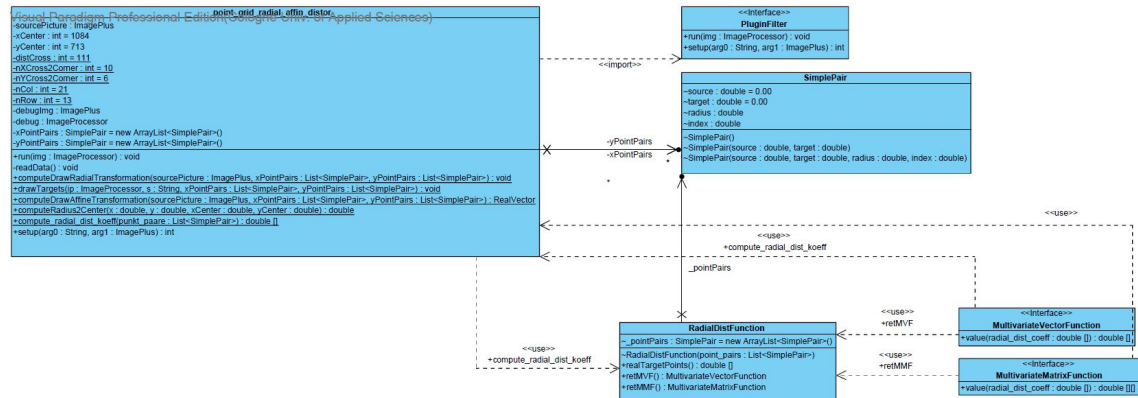 Visual Paradigm Professional Edition(Cologne Univ. of Applied Sciences)
point_grid_radial_affin_distor
-sourcePicture : ImagePlus
-xCenter : int = 1084
-yCenter : int = 713
-distCross : int = 111
-nXCross2Corner : int = 10
-nYCross2Corner : int = 6
-nCol : int = 21
-nRow : int = 13
-debugImg : ImagePlus
-debug : ImageProcessor
-xPointPairs : SimplePair = new ArrayList<SimplePair>()
-yPointPairs : SimplePair = new ArrayList<SimplePair>()
+run(img : ImageProcessor) : void
-readData() : void
+computeDrawRadialTransformation(sourcePicture : ImagePlus, xPointPairs : List<SimplePair>, yPointPairs : List<SimplePair>) : void
+drawTargets(ip : ImageProcessor, s : String, xPointPairs : List<SimplePair>, yPointPairs : List<SimplePair>) : void
+computeDrawAffineTransformation(sourcePicture : ImagePlus, xPointPairs : List<SimplePair>, yPointPairs : List<SimplePair>) : RealVector
+computeRadius2Center(x : double, y : double, xCenter : double, yCenter : double) : double
+compute_radial_dist_koeff(punkt_paare : List<SimplePair>) : double []
+setup(arg0 : String, arg1 : ImagePlus) : int
<<Interface>>
PluginFilter
+run(img : ImageProcessor) : void
+setup(arg0 : String, arg1 : ImagePlus) : int
<<import>>
SimplePair
~source : double = 0.00
~target : double = 0.00
~radius : double
~index : double
~SimplePair()
~SimplePair(source : double, target : double)
~SimplePair(source : double, target : double, radius : double, index : double)
-yPointPairs
-xPointPairs
*
*
<<use>>
<<use>>
+compute_radial_dist_koeff
_pointPairs
<<use>>
+compute_radial_dist_koeff
RadialDistFunction
~_pointPairs : SimplePair = new ArrayList<SimplePair>()
~RadialDistFunction(point_pairs : List<SimplePair>)
+realTargetPoints() : double []
+retMVF() : MultivariateVectorFunction
+retMMF() : MultivariateMatrixFunction
<<use>>
+retMVF
<<use>>
+retMMF
<<Interface>>
MultivariateVectorFunction
+value(radial_dist_coeff : double []) : double []
<<Interface>>
MultivariateMatrixFunction
+value(radial_dist_coeff : double []) : double [][]